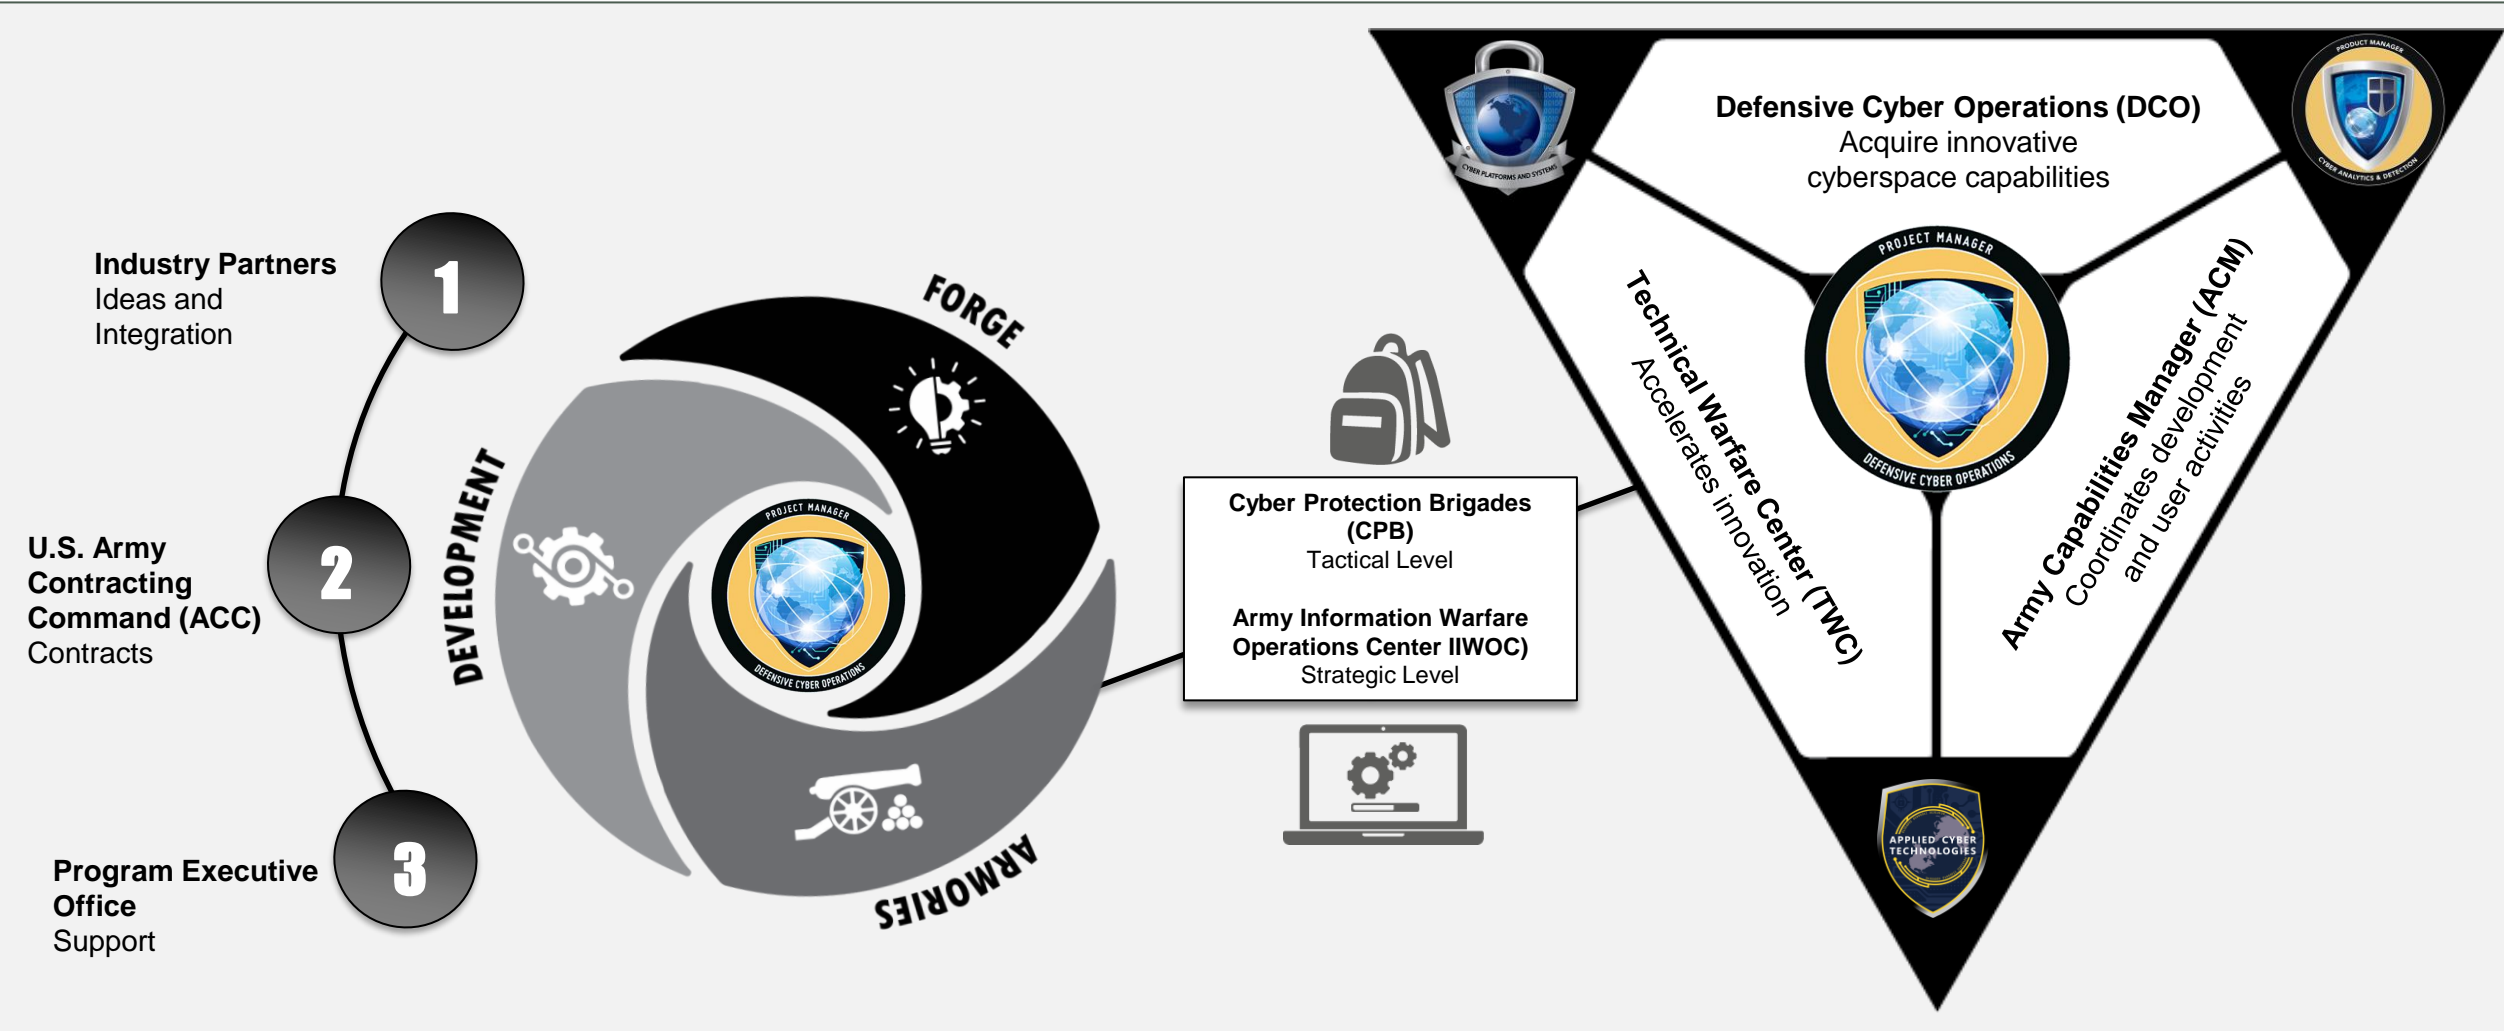 Industry Partners
Ideas and
Integration
1
U.S. Army
Contracting
Command (ACC)
Contracts
2
Program Executive
Office
Support
3
FORGE
DEVELOPMENT
ARMORIES
PROJECT MANAGER
DEFENSIVE CYBER OPERATIONS
Cyber Protection Brigades
(CPB)
Tactical Level
Army Information Warfare
Operations Center IIWOC)
Strategic Level
CYBER PLATFORMS AND SYSTEMS
PRODUCT MANAGER
CYBER ANALYTICS & DETECTION
Defensive Cyber Operations (DCO)
Acquire innovative
cyberspace capabilities
PROJECT MANAGER
DEFENSIVE CYBER OPERATIONS
Technical Warfare Center (TWC)
Accelerates innovation
Army Capabilities Manager (ACM)
Coordinates development
and user activities
APPLIED CYBER
TECHNOLOGIES